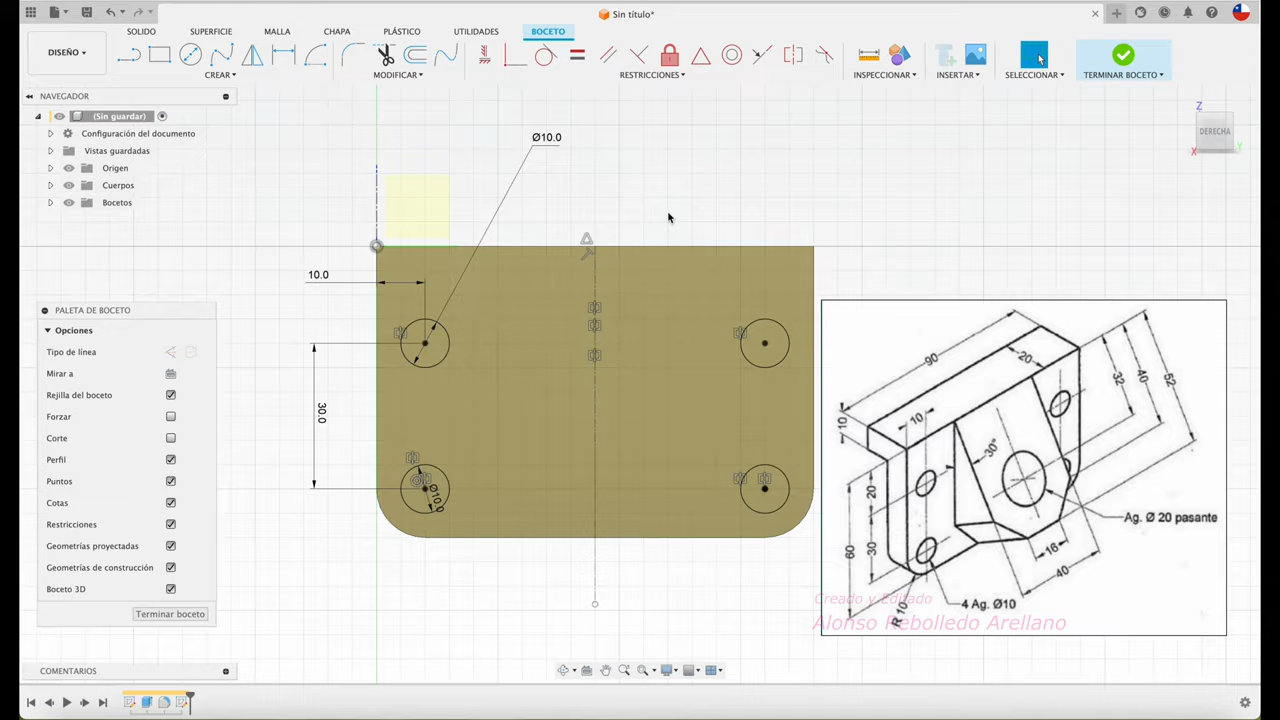 Sin título*
DISEÑO
SOLIDO SUPERFICIE MALLA CHAPA PLÁSTICO UTILIDADES BOCETO
CREAR MODIFICAR RESTRICCIONES INSPECCIONAR INSERTAR SELECCIONAR TERMINAR BOCETO
NAVEGADOR
(Sin guardar)
Configuración del documento
Vistas guardadas
Origen
Cuerpos
Bocetos
Z
DERECHA
X Y
Ø10.0
10.0
30.0
Ø10.0
PALETA DE BOCETO
Opciones
Tipo de línea
Mirar a
Rejilla del boceto
Forzar
Corte
Perfil
Puntos
Cotas
Restricciones
Geometrías proyectadas
Geometrías de construcción
Boceto 3D
Terminar boceto
90
20
10
10
32
40
52
30°
20
60
30
Ag. Ø 20 pasante
16
40
4 Ag. Ø10
R 10
Creado y Editado
Alonso Rebolledo Arellano
COMENTARIOS